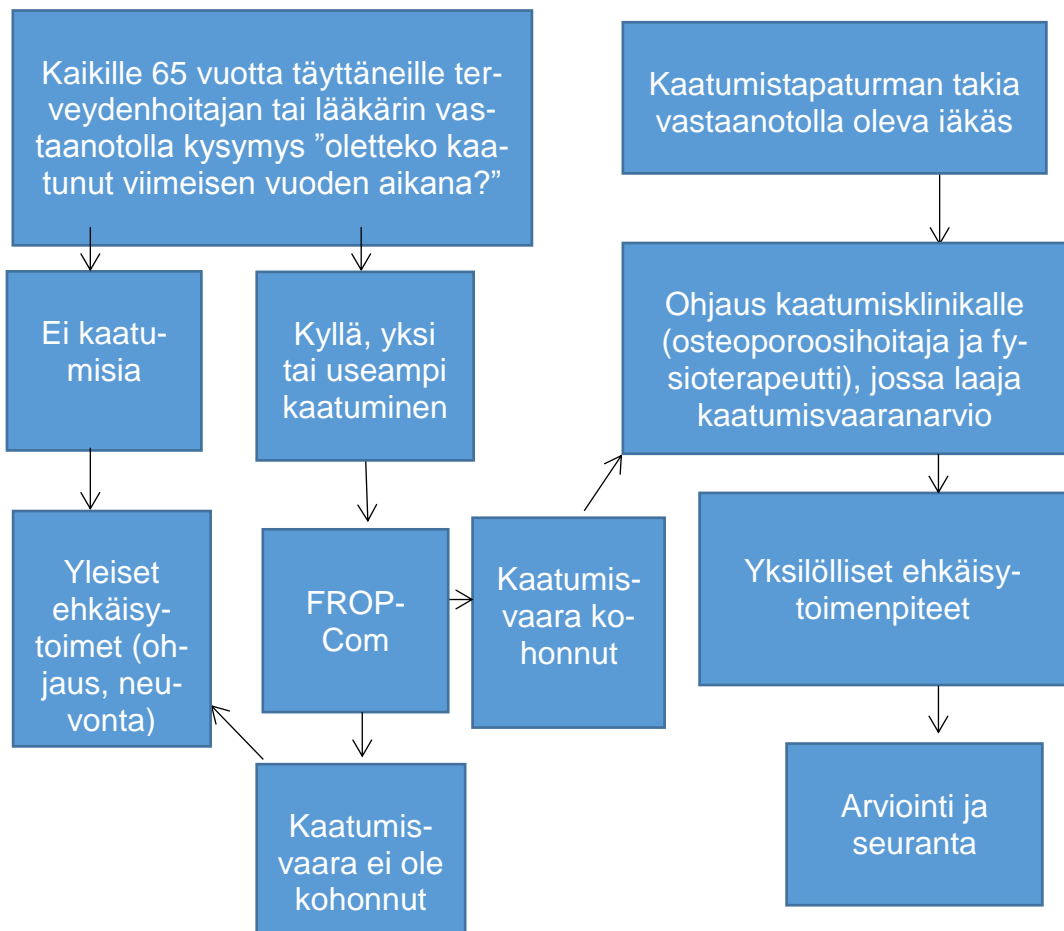 Kaikille 65 vuotta täyttäneille ter-
veydenhoitajan tai lääkärin vas-
taanotolla kysymys ”oletteko kaa-
tunut viimeisen vuoden aikana?”
Kaatumistapaturman takia
vastaanotolla oleva iäkäs
Ei kaatu-
misia
Kyllä, yksi
tai useampi
kaatuminen
Ohjaus kaatumisklinikalle
(osteoporoosihoitaja ja fy-
sioterapeutti), jossa laaja
kaatumisvaaranarvio
Yleiset
ehkäisy-
toimet (oh-
jaus, neu-
vonta)
FROP-
Com
Kaatumis-
vaara ko-
honnut
Yksilölliset ehkäisy-
toimenpiteet
Kaatumis-
vaara ei ole
kohonnut
Arviointi ja
seuranta